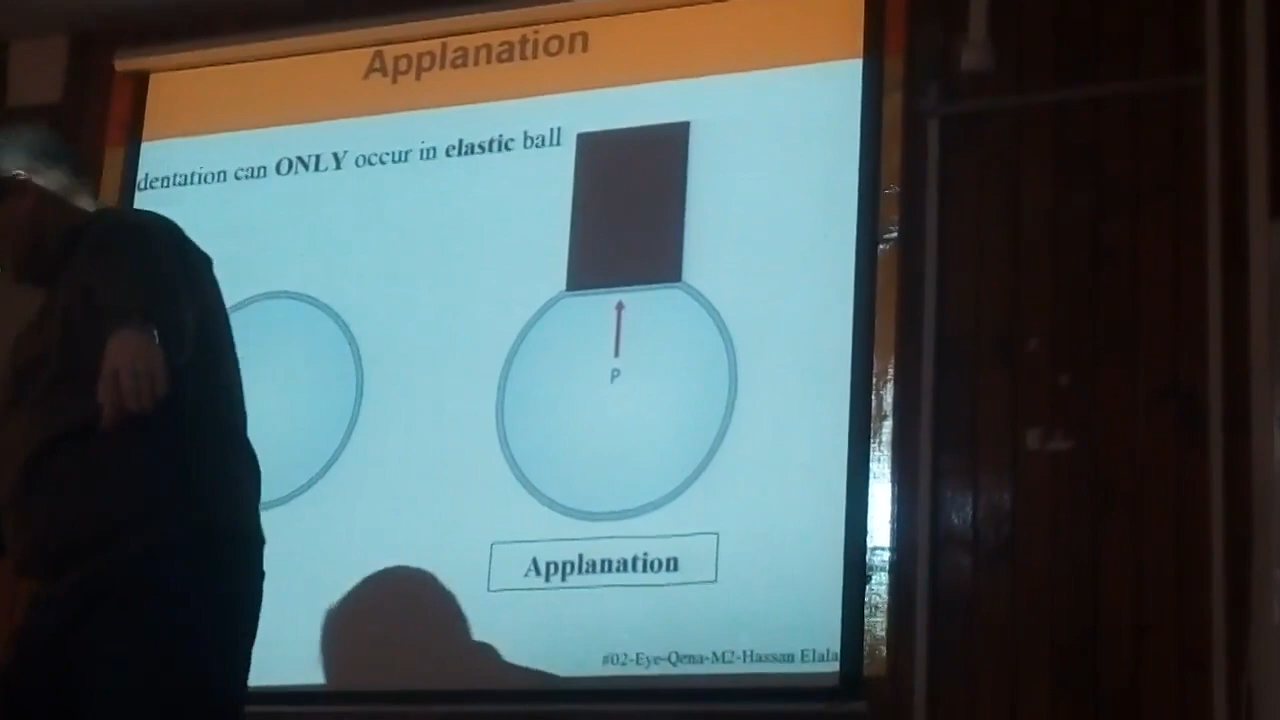 Applanation
dentation can ONLY occur in elastic ball
P
Applanation
#02-Eye-Qena-M2-Hassan Elala